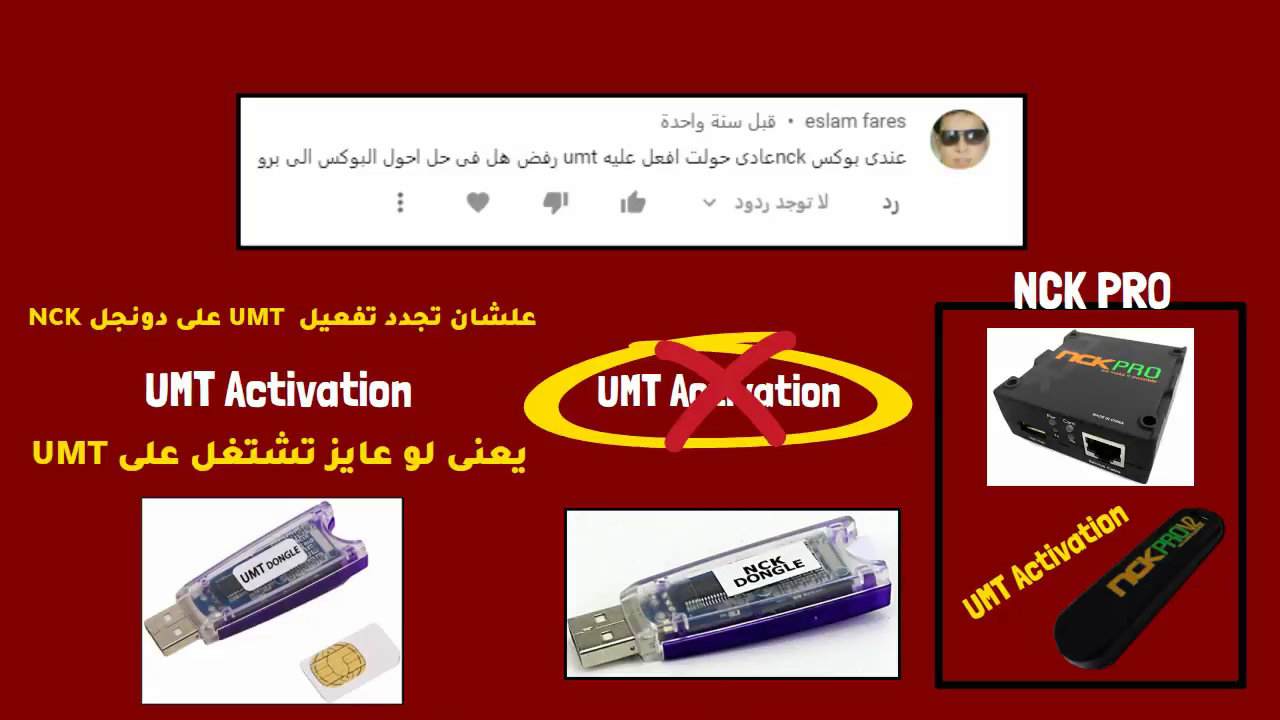 eslam fares • قبل سنة واحدة
عندى بوكس nckعادى حولت افعل عليه umt رفض هل فى حل احول البوكس الى برو
رد لا توجد ردود
NCK PRO
علشان تجدد تفعيل UMT على دونجل NCK
UMT Activation
UMT Activation
يعنى لو عايز تشتغل على UMT
NCKPRO
UMT Activation
NCKPROV2
UMT DONGLE
NCK
DONGLE